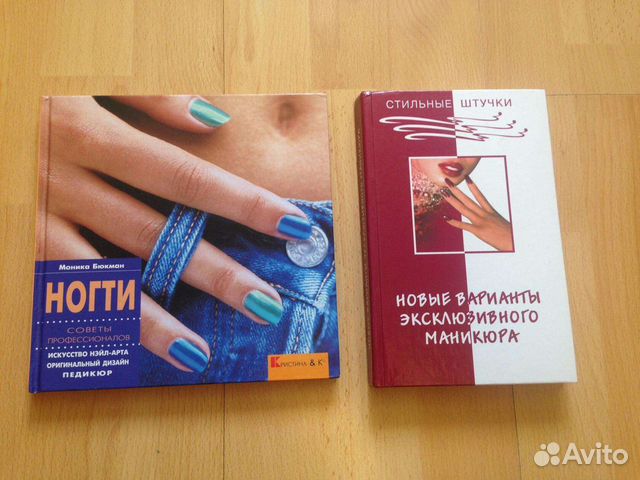 Моника Бюкман
НОГТИ
СОВЕТЫ
ПРОФЕССИОНАЛОВ
ИСКУССТВО НЭЙЛ-АРТА
ОРИГИНАЛЬНЫЙ ДИЗАЙН
ПЕДИКЮР
КРИСТИНА & К°
СТИЛЬНЫЕ ШТУЧКИ
НОВЫЕ ВАРИАНТЫ
ЭКСКЛЮЗИВНОГО
МАНИКЮРА
Avito